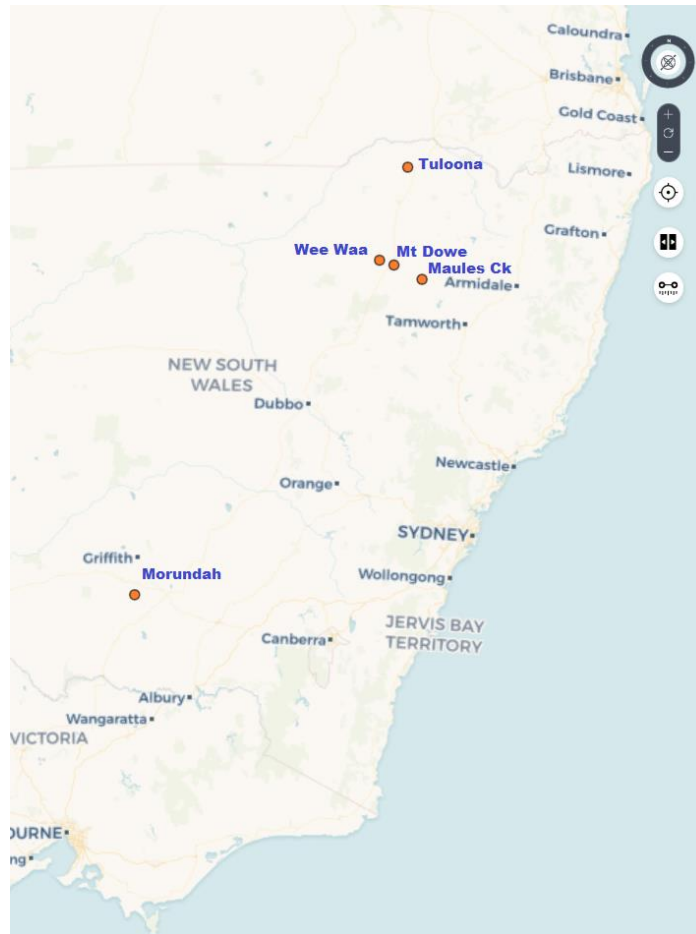 Caloundra
Brisbane
Gold Coast
Tuloona
Lismore
Grafton
Wee Waa
Mt Dowe
Maules Ck
Armidale
Tamworth
NEW SOUTH
WALES
Dubbo
Newcastle
Orange
SYDNEY
Griffith
Morundah
Wollongong
JERVIS BAY
TERRITORY
Canberra
Albury
Wangaratta
VICTORIA
OURNE
ng